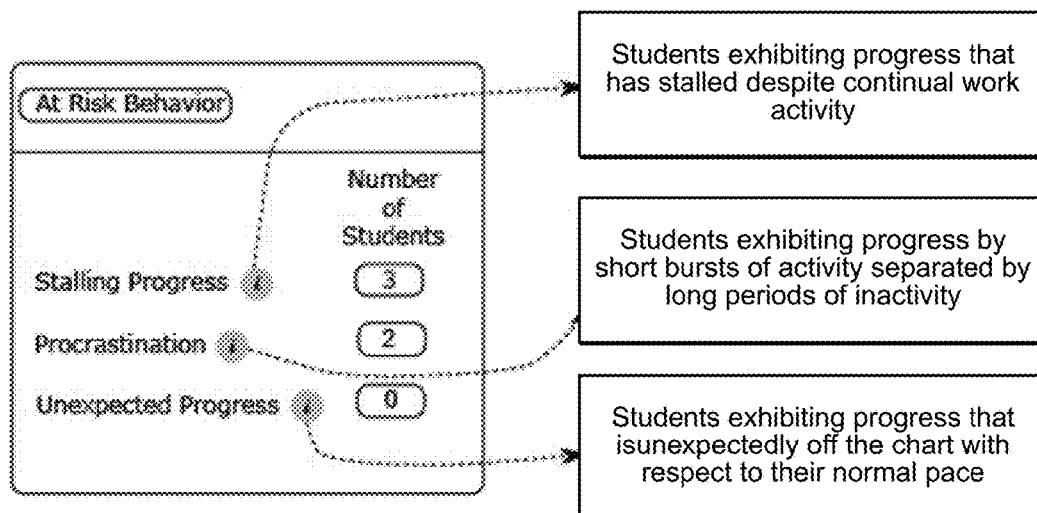 At Risk Behavior
Number
of
Students
Stalling Progress i 3
Procrastination i 2
Unexpected Progress i 0
Students exhibiting progress that
has stalled despite continual work
activity
Students exhibiting progress by
short bursts of activity separated by
long periods of inactivity
Students exhibiting progress that
isunexpectedly off the chart with
respect to their normal pace